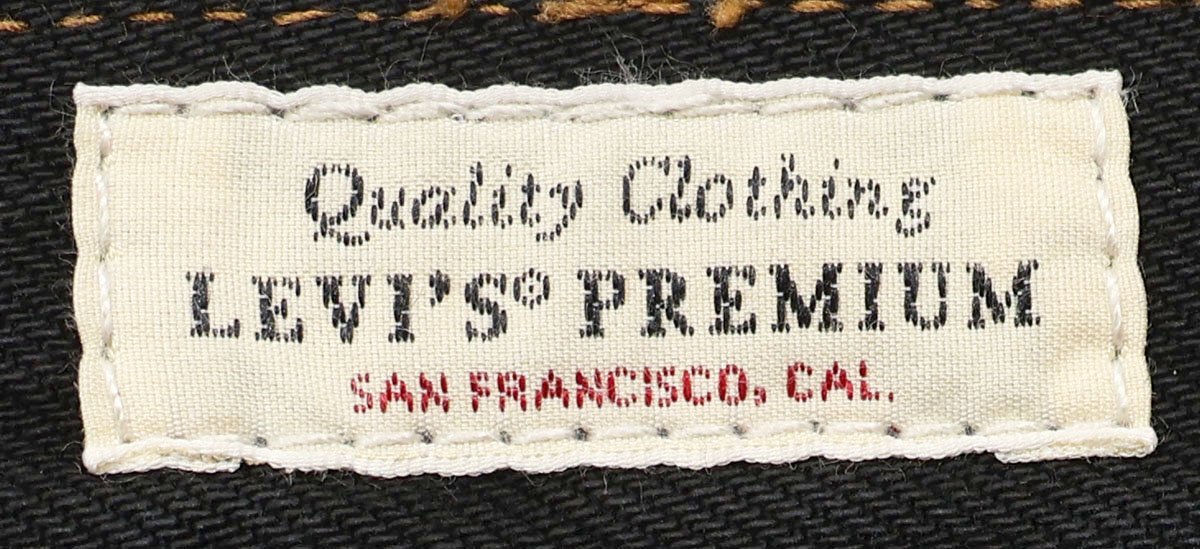 Quality Clothing
LEVI'S® PREMIUM
SAN FRANCISCO, CAL.